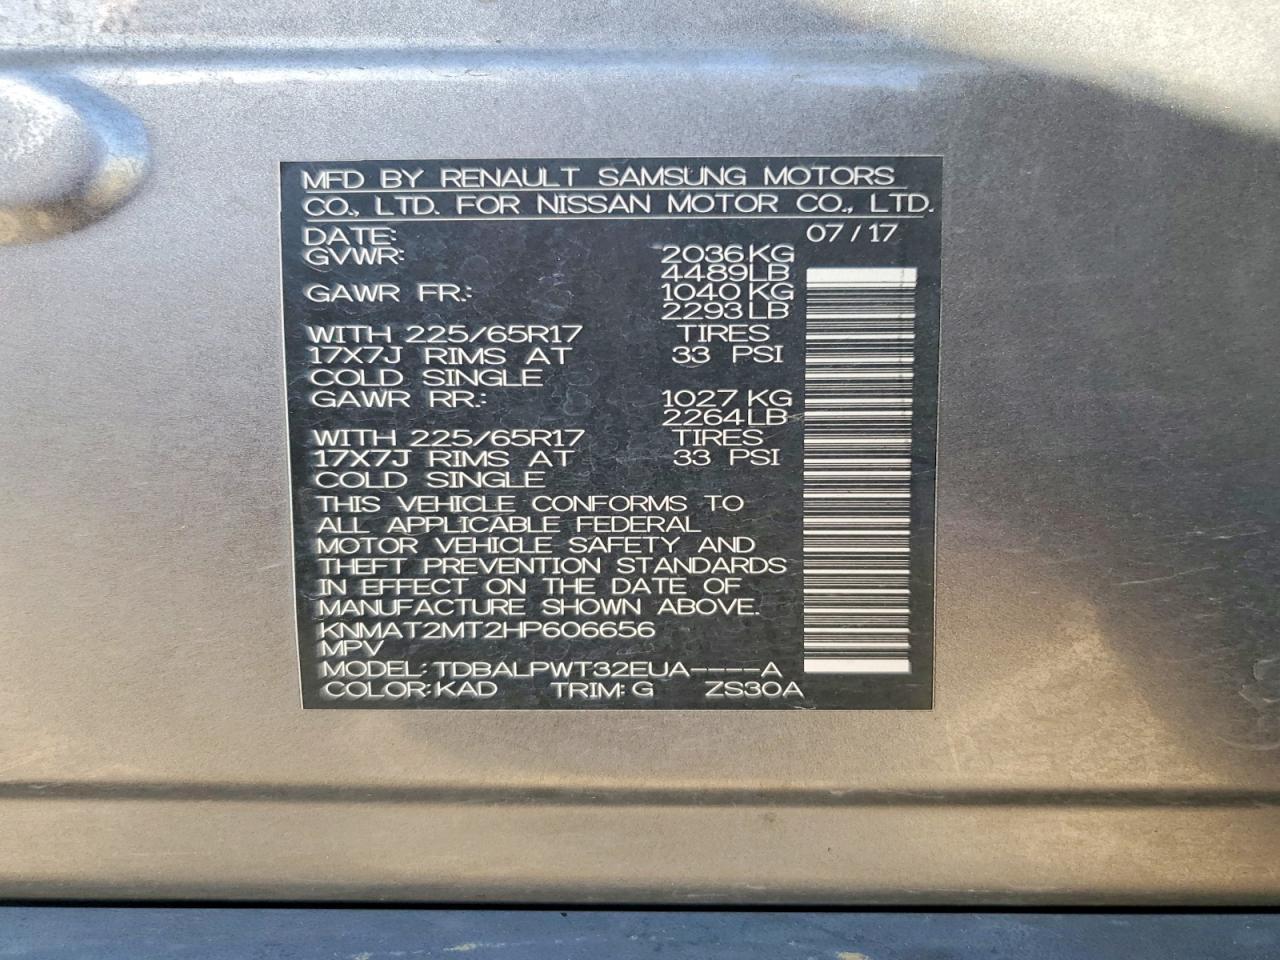 MFD BY RENAULT SAMSUNG MOTORS
CO., LTD. FOR NISSAN MOTOR CO., LTD.
DATE: 07 / 17
GVWR: 2036 KG
4489 LB
GAWR FR.: 1040 KG
2293 LB
WITH 225/65R17 TIRES
17X7J RIMS AT 33 PSI
COLD SINGLE
GAWR RR.: 1027 KG
2264 LB
WITH 225/65R17 TIRES
17X7J RIMS AT 33 PSI
COLD SINGLE
THIS VEHICLE CONFORMS TO
ALL APPLICABLE FEDERAL
MOTOR VEHICLE SAFETY AND
THEFT PREVENTION STANDARDS
IN EFFECT ON THE DATE OF
MANUFACTURE SHOWN ABOVE.
KNMAT2MT2HP606656
MPV
MODEL: TDBALPWT32EUA----A
COLOR: KAD TRIM: G ZS30A